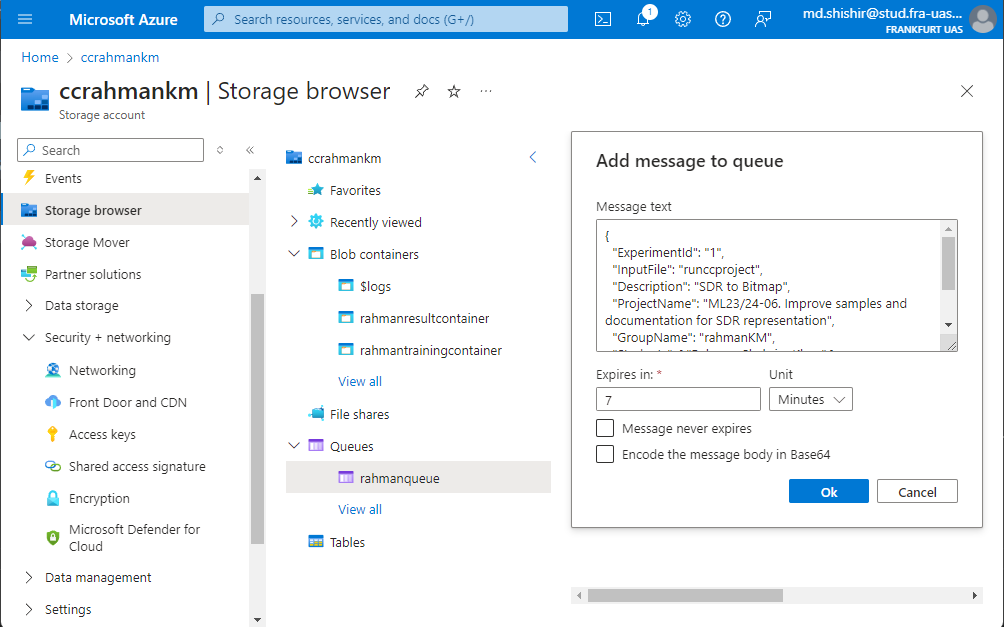 Microsoft Azure
Search resources, services, and docs (G+/)
1
md.shishir@stud.fra-uas...
FRANKFURT UAS
Home > ccrahmankm
ccrahmankm | Storage browser
Storage account
Search
Events
Storage browser
Storage Mover
Partner solutions
Data storage
Security + networking
Networking
Front Door and CDN
Access keys
Shared access signature
Encryption
Microsoft Defender for
Cloud
Data management
Settings
ccrahmankm
Favorites
Recently viewed
Blob containers
$logs
rahmanresultcontainer
rahmantrainingcontainer
View all
File shares
Queues
rahmanqueue
View all
Tables
Add message to queue
Message text
{
"ExperimentId": "1",
"InputFile": "runccproject",
"Description": "SDR to Bitmap",
"ProjectName": "ML23/24-06. Improve samples and
documentation for SDR representation",
"GroupName": "rahmanKM",
Expires in: *
Unit
7
Minutes
Message never expires
Encode the message body in Base64
Ok
Cancel